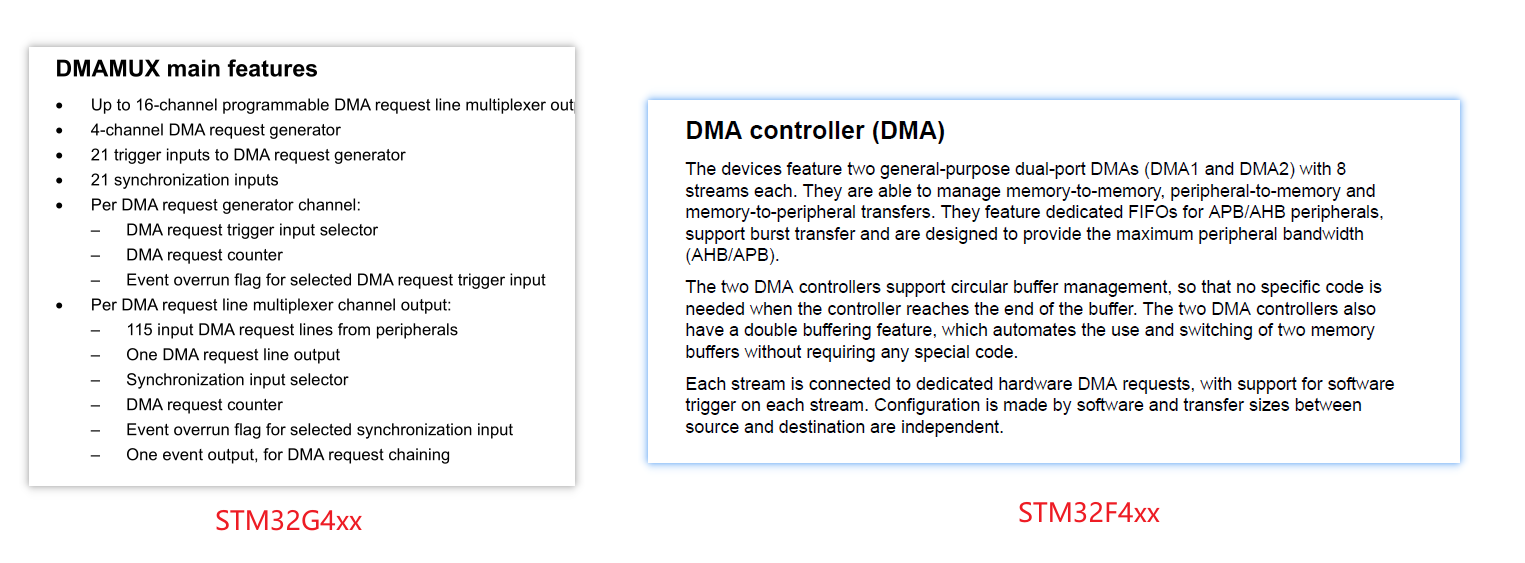 DMAMUX main features
• Up to 16-channel programmable DMA request line multiplexer out
• 4-channel DMA request generator
• 21 trigger inputs to DMA request generator
• 21 synchronization inputs
• Per DMA request generator channel:
– DMA request trigger input selector
– DMA request counter
– Event overrun flag for selected DMA request trigger input
• Per DMA request line multiplexer channel output:
– 115 input DMA request lines from peripherals
– One DMA request line output
– Synchronization input selector
– DMA request counter
– Event overrun flag for selected synchronization input
– One event output, for DMA request chaining
STM32G4xx
DMA controller (DMA)
The devices feature two general-purpose dual-port DMAs (DMA1 and DMA2) with 8
streams each. They are able to manage memory-to-memory, peripheral-to-memory and
memory-to-peripheral transfers. They feature dedicated FIFOs for APB/AHB peripherals,
support burst transfer and are designed to provide the maximum peripheral bandwidth
(AHB/APB).
The two DMA controllers support circular buffer management, so that no specific code is
needed when the controller reaches the end of the buffer. The two DMA controllers also
have a double buffering feature, which automates the use and switching of two memory
buffers without requiring any special code.
Each stream is connected to dedicated hardware DMA requests, with support for software
trigger on each stream. Configuration is made by software and transfer sizes between
source and destination are independent.
STM32F4xx